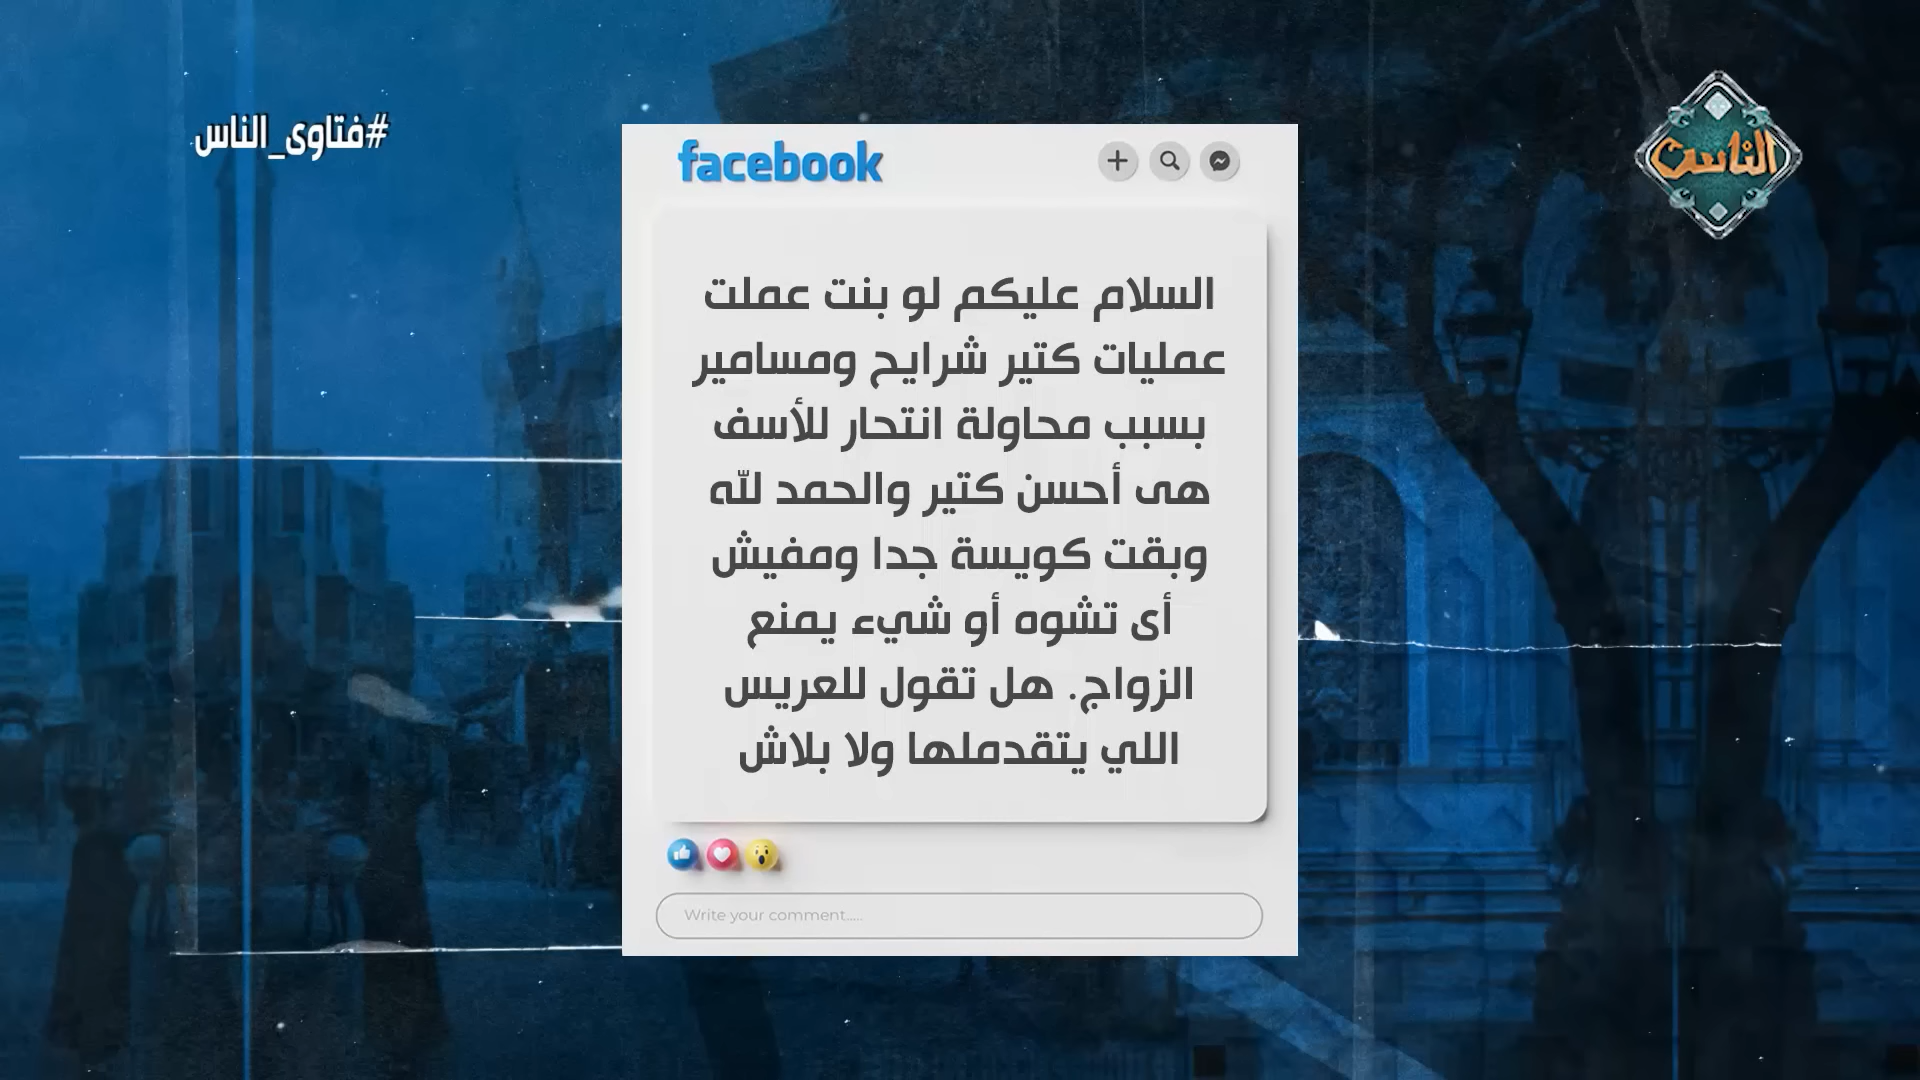 #فتاوى_الناس
الناس
facebook
السلام عليكم لو بنت عملت
عمليات كتير شرايح ومسامير
بسبب محاولة انتحار للأسف
هى أحسن كتير والحمد لله
وبقت كويسة جدا ومفيش
أى تشوه أو شيء يمنع
الزواج. هل تقول للعريس
اللي يتقدملها ولا بلاش
Write your comment.....